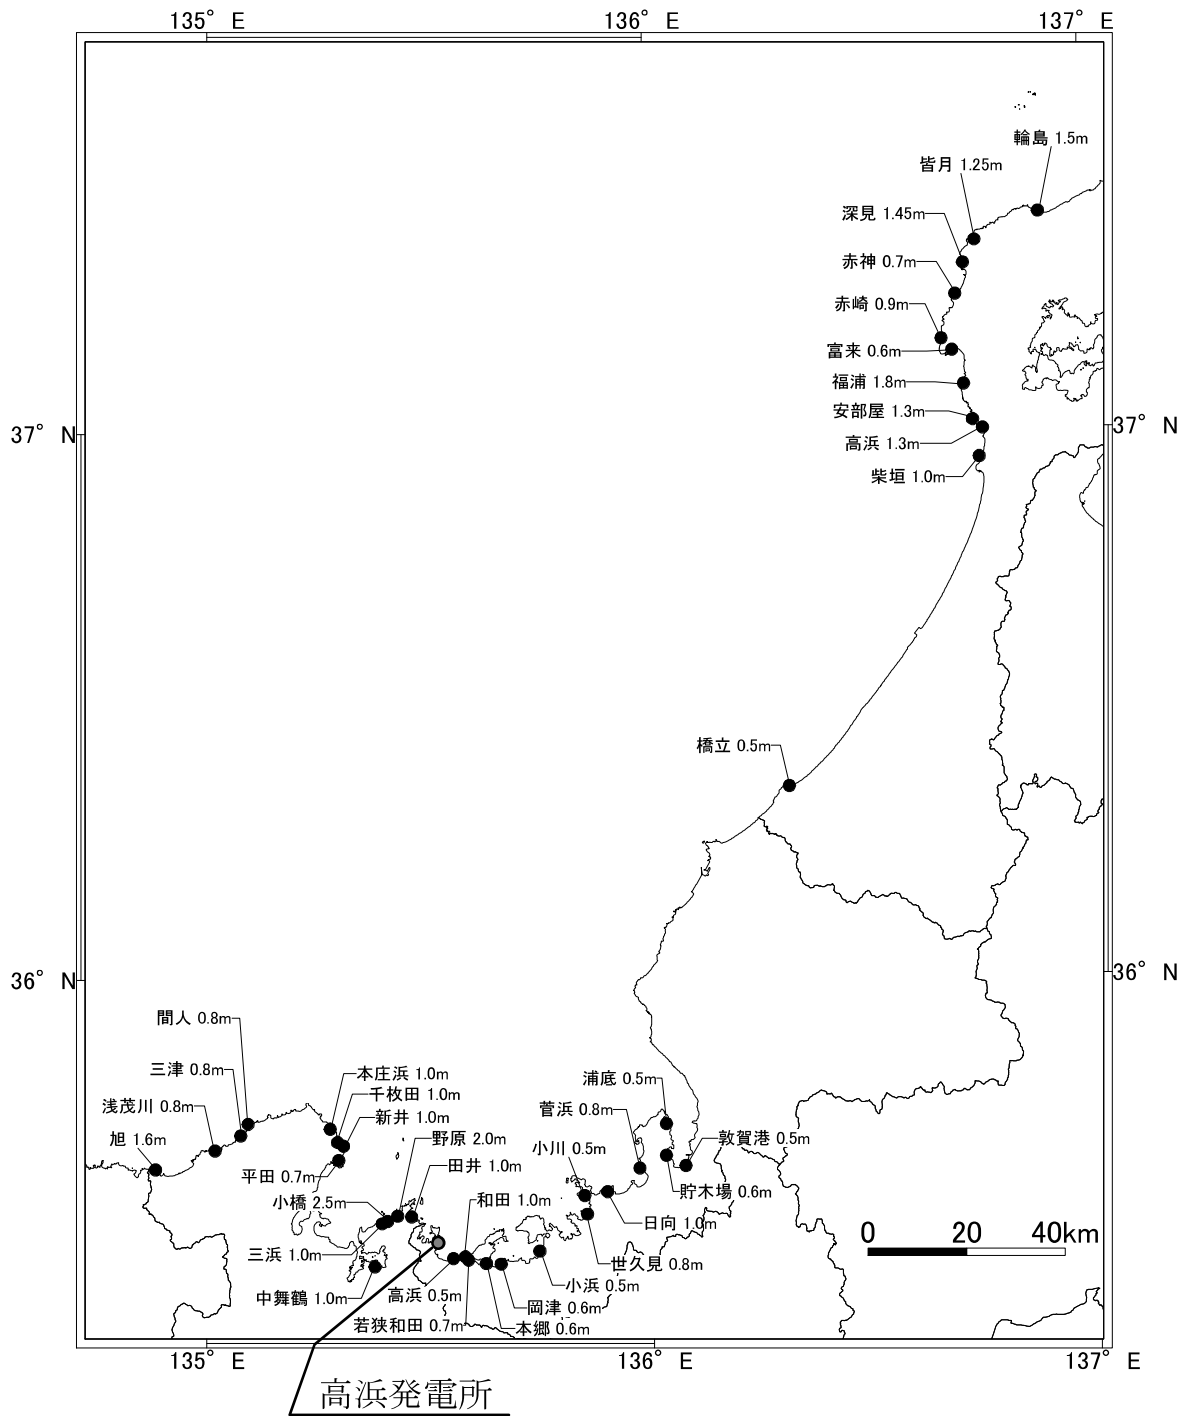 135° E
136° E
137° E
輪島 1.5m
皆月 1.25m
深見 1.45m
赤神 0.7m
赤崎 0.9m
富来 0.6m
福浦 1.8m
安部屋 1.3m
37° N
37° N
高浜 1.3m
柴垣 1.0m
橋立 0.5m
36° N
36° N
間人 0.8m
三津 0.8m
本庄浜 1.0m
浦底 0.5m
千枚田 1.0m
浅茂川 0.8m
菅浜 0.8m
新井 1.0m
旭 1.6m
野原 2.0m
敦賀港 0.5m
小川 0.5m
田井 1.0m
平田 0.7m
貯木場 0.6m
小橋 2.5m
和田 1.0m
日向 1.0m
0 20 40km
三浜 1.0m
世久見 0.8m
小浜 0.5m
高浜 0.5m
中舞鶴 1.0m
岡津 0.6m
若狭和田 0.7m
本郷 0.6m
135° E
136° E
137° E
高浜発電所